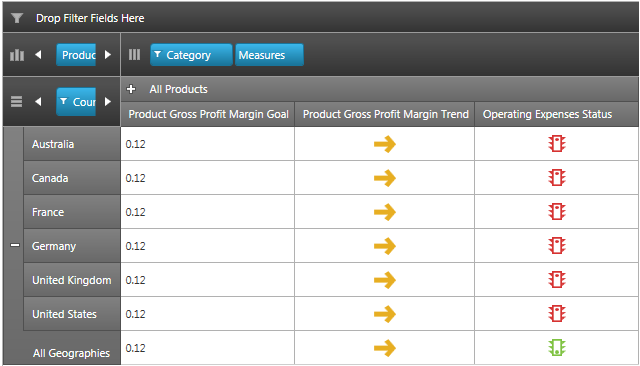 Drop Filter Fields Here
Produc
Category Measures
Cour
All Products
Product Gross Profit Margin Goal Product Gross Profit Margin Trend Operating Expenses Status
Australia 0.12
Canada 0.12
France 0.12
Germany 0.12
United Kingdom 0.12
United States 0.12
All Geographies 0.12